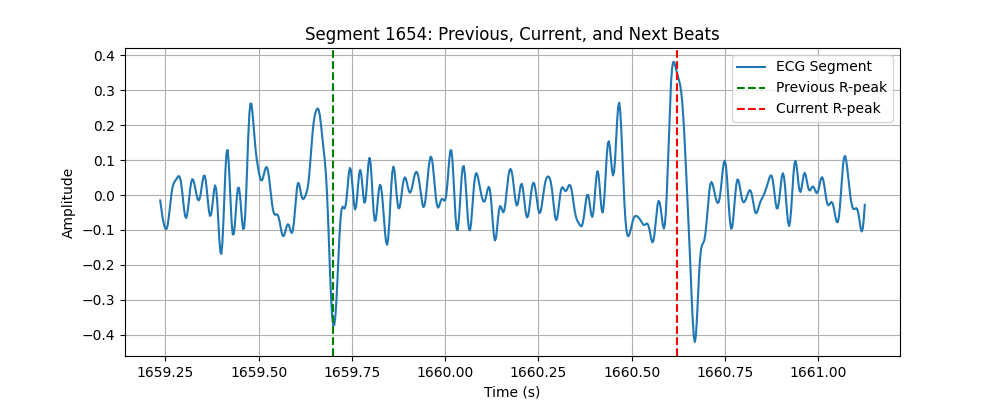 Segment 1654: Previous, Current, and Next Beats
ECG Segment
Previous R-peak
Current R-peak
Amplitude
0.4
0.3
0.2
0.1
0.0
−0.1
−0.2
−0.3
−0.4
1659.25 1659.50 1659.75 1660.00 1660.25 1660.50 1660.75 1661.00
Time (s)